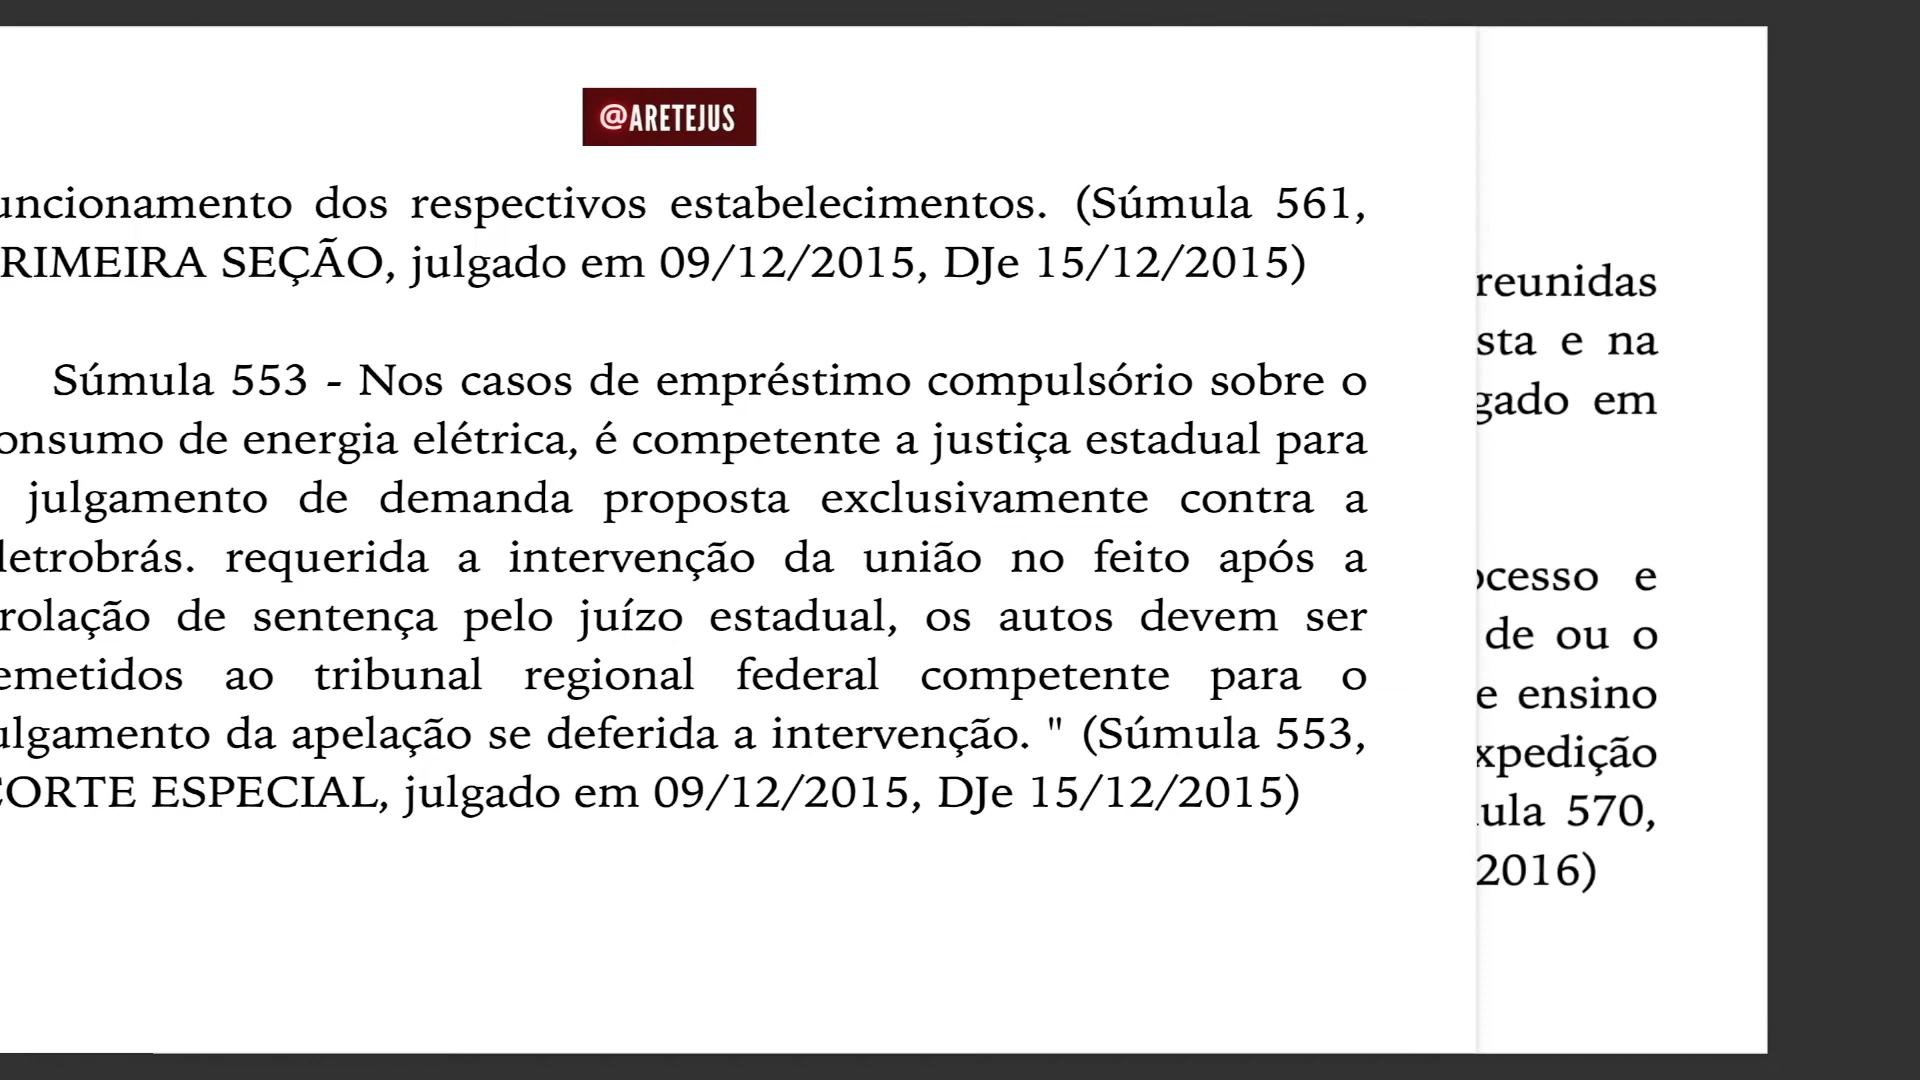 @ARETEJUS
uncionamento dos respectivos estabelecimentos. (Súmula 561,
RIMEIRA SEÇÃO, julgado em 09/12/2015, DJe 15/12/2015)
Súmula 553 - Nos casos de empréstimo compulsório sobre o
onsumo de energia elétrica, é competente a justiça estadual para
julgamento de demanda proposta exclusivamente contra a
letrobrás. requerida a intervenção da união no feito após a
rolação de sentença pelo juízo estadual, os autos devem ser
emetidos ao tribunal regional federal competente para o
ulgamento da apelação se deferida a intervenção. " (Súmula 553,
CORTE ESPECIAL, julgado em 09/12/2015, DJe 15/12/2015)
reunidas
sta e na
gado em
ocesso e
de ou o
e ensino
xpedição
ula 570,
2016)